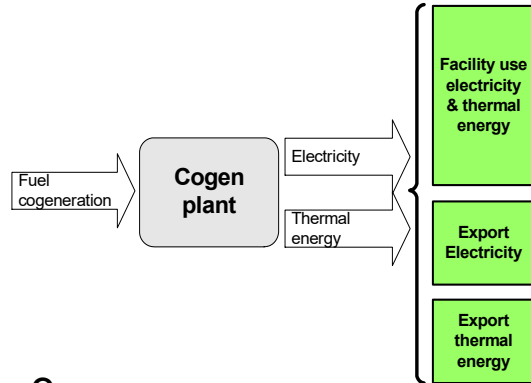 Facility use
electricity
& thermal
energy
Electricity
Fuel
cogeneration
Cogen
plant
Thermal
energy
Export
Electricity
Export
thermal
energy